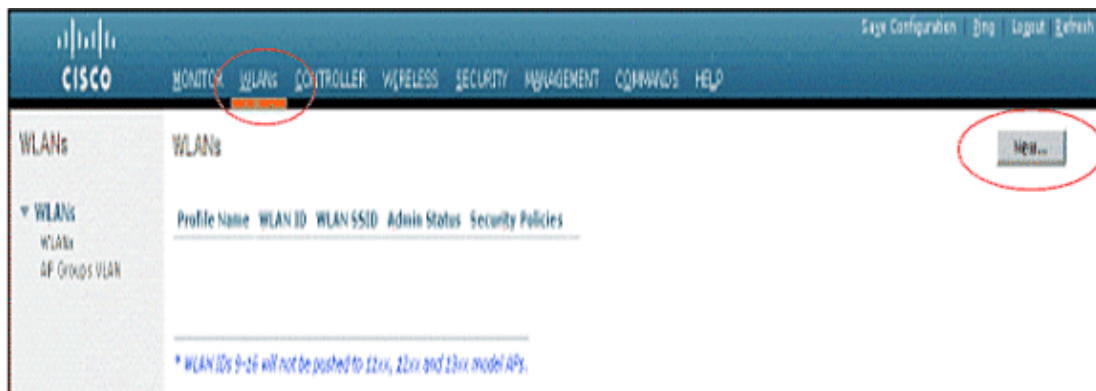 Save Configuration | Ping | Logout | Refresh
CISCO
MONITOR WLANs CONTROLLER WIRELESS SECURITY MANAGEMENT COMMANDS HELP
WLANs
WLANs
New...
WLANs
WLANs
AP Groups VLAN
Profile Name WLAN ID WLAN SSID Admin Status Security Policies
* WLAN IDs 9-16 will not be pushed to 11xx, 12xx and 13xx model APs.